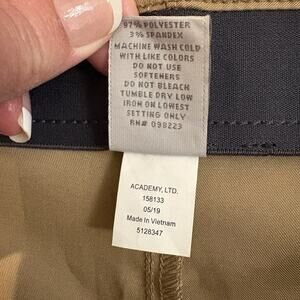 97% POLYESTER
3% SPANDEX
MACHINE WASH COLD
WITH LIKE COLORS
DO NOT USE
SOFTENERS
DO NOT BLEACH
TUMBLE DRY LOW
IRON ON LOWEST
SETTING ONLY
RN# 098223
ACADEMY, LTD.
158133
05/19
Made In Vietnam
5128347